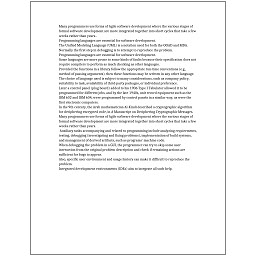 Many programmers use forms of Agile software development where the various stages of
formal software development are more integrated together into short cycles that take a few
weeks rather than years.
Programming languages are essential for software development.
The Unified Modeling Language (UML) is a notation used for both the OOAD and MDA.
Normally the first step in debugging is to attempt to reproduce the problem.
Programming languages are essential for software development.
Some languages are more prone to some kinds of faults because their specification does not
require compilers to perform as much checking as other languages.
Provided the functions in a library follow the appropriate run-time conventions (e.g.,
method of passing arguments), then these functions may be written in any other language.
The choice of language used is subject to many considerations, such as company policy,
suitability to task, availability of third-party packages, or individual preference.
Later a control panel (plug board) added to his 1906 Type I Tabulator allowed it to be
programmed for different jobs, and by the late 1940s, unit record equipment such as the
IBM 602 and IBM 604, were programmed by control panels in a similar way, as were the
first electronic computers.
In the 9th century, the Arab mathematician Al-Kindi described a cryptographic algorithm
for deciphering encrypted code, in A Manuscript on Deciphering Cryptographic Messages.
Many programmers use forms of Agile software development where the various stages of
formal software development are more integrated together into short cycles that take a few
weeks rather than years.
Auxiliary tasks accompanying and related to programming include analyzing requirements,
testing, debugging (investigating and fixing problems), implementation of build systems,
and management of derived artifacts, such as programs' machine code.
When debugging the problem in a GUI, the programmer can try to skip some user
interaction from the original problem description and check if remaining actions are
sufficient for bugs to appear.
Also, specific user environment and usage history can make it difficult to reproduce the
problem.
Integrated development environments (IDEs) aim to integrate all such help.